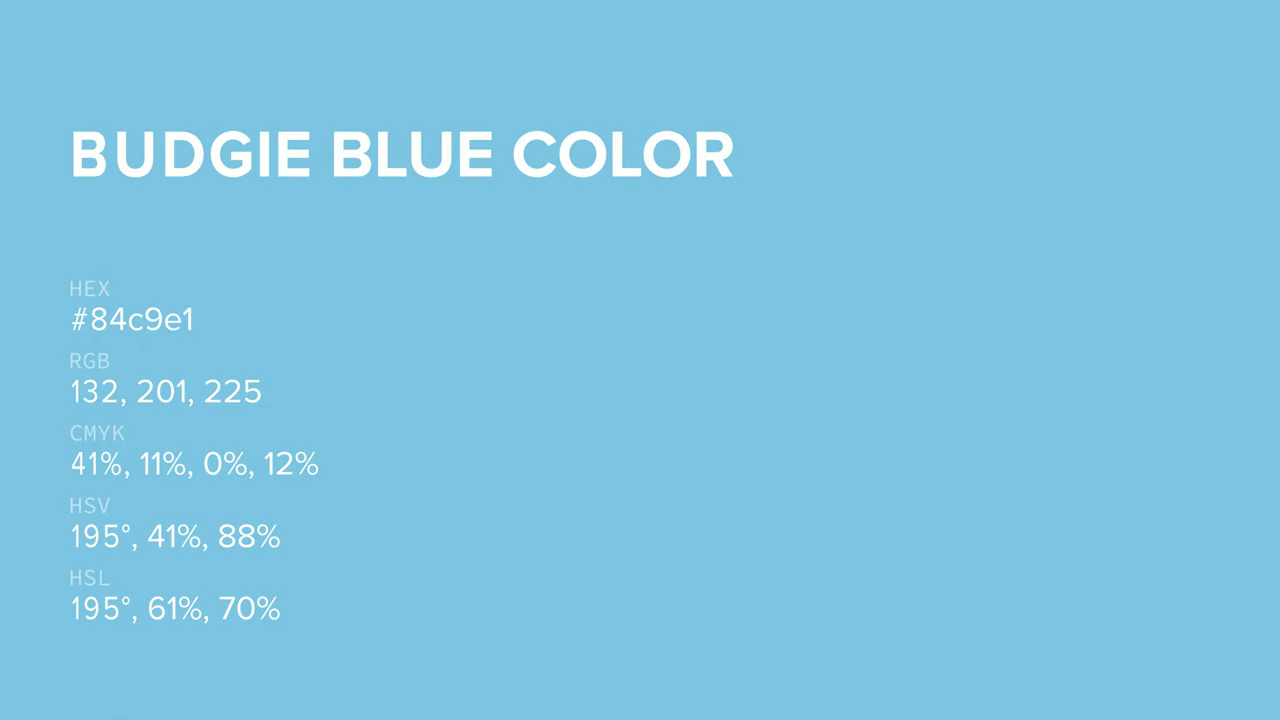 BUDGIE BLUE COLOR
HEX
#84c9e1
RGB
132, 201, 225
CMYK
41%, 11%, 0%, 12%
HSV
195°, 41%, 88%
HSL
195°, 61%, 70%